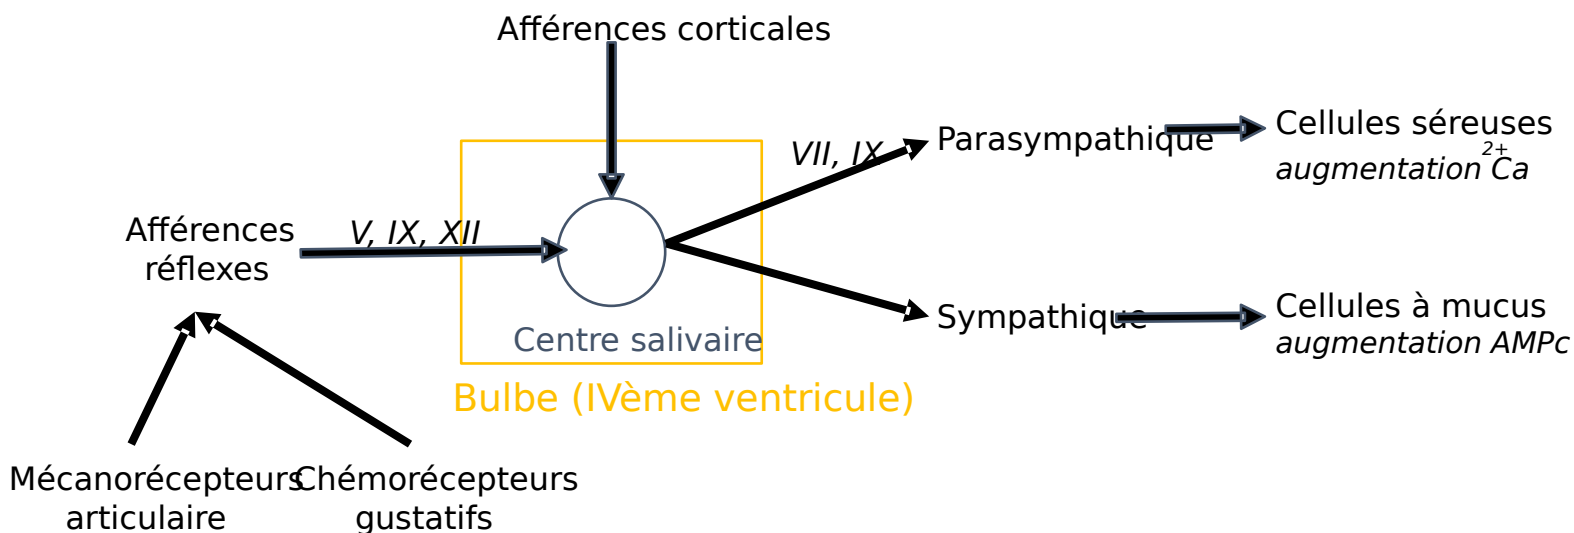 Afférences corticales
Parasympathique
VII, IX
Cellules séreuses
augmentation Ca2+
Afférences
réflexes
V, IX, XII
Centre salivaire
Sympathique
Cellules à mucus
augmentation AMPc
Bulbe (IVème ventricule)
Mécanorécepteurs
articulaire
Chémorécepteurs
gustatifs